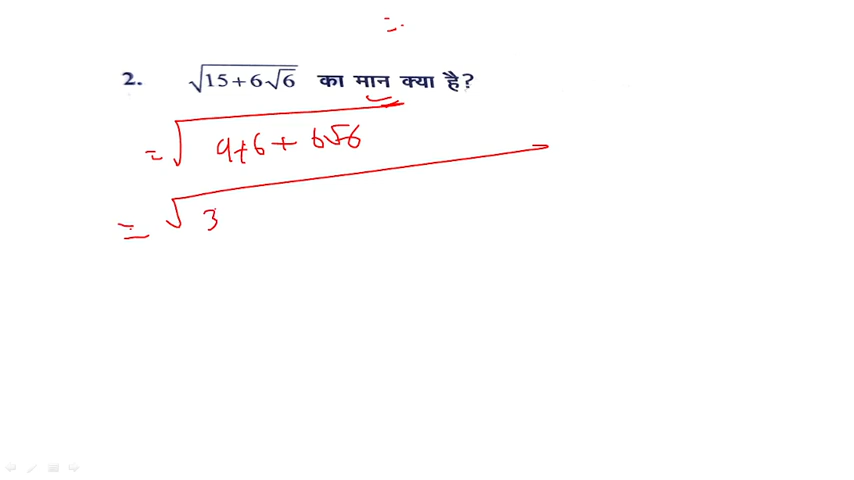 2. √15+6√6 का मान क्या है?
= √9+6+6√6
= √3